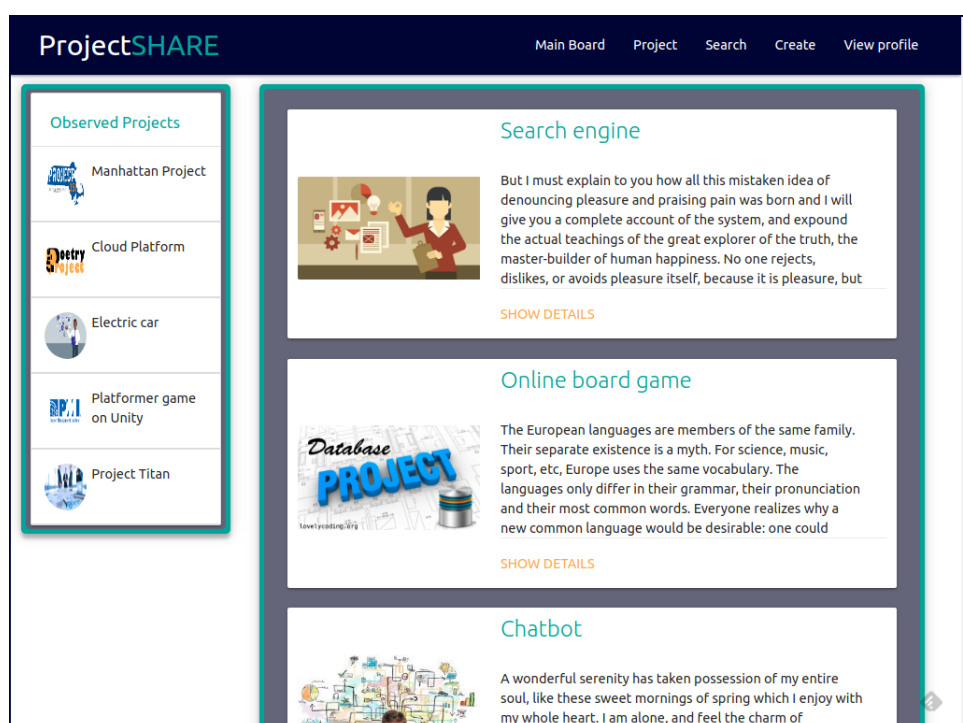 ProjectSHARE
Main Board Project Search Create View profile
Observed Projects
Manhattan Project
Cloud Platform
Electric car
Platformer game
on Unity
Project Titan
PROJECT
Poetry
Project
PMI
Search engine
But I must explain to you how all this mistaken idea of
denouncing pleasure and praising pain was born and I will
give you a complete account of the system, and expound
the actual teachings of the great explorer of the truth, the
master-builder of human happiness. No one rejects,
dislikes, or avoids pleasure itself, because it is pleasure, but
SHOW DETAILS
Online board game
Database
PROJECT
lovelycoding.org
The European languages are members of the same family.
Their separate existence is a myth. For science, music,
sport, etc, Europe uses the same vocabulary. The
languages only differ in their grammar, their pronunciation
and their most common words. Everyone realizes why a
new common language would be desirable: one could
SHOW DETAILS
Chatbot
A wonderful serenity has taken possession of my entire
soul, like these sweet mornings of spring which I enjoy with
my whole heart. I am alone, and feel the charm of